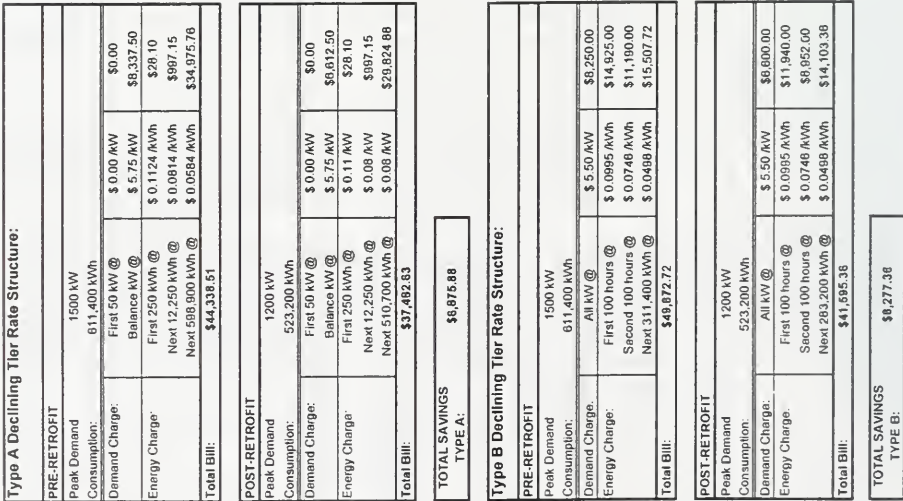 Type A Declining Tier Rate Structure:
PRE-RETROFIT
Peak Demand 1500 kW
Consumption: 611,400 kWh
Demand Charge: First 50 kW @ $ 0.00 /kW $0.00
Balance kW @ $ 5.75 /kW $8,337.50
Energy Charge: First 250 kWh @ $ 0.1124 /kWh $28.10
Next 12,250 kWh @ $ 0.0814 /kWh $997.15
Next 598,900 kWh @ $ 0.0584 /kWh $34,975.76
Total Bill: $44,338.51
POST-RETROFIT
Peak Demand 1200 kW
Consumption: 523,200 kWh
Demand Charge: First 50 kW @ $ 0.00 /kW $0.00
Balance kW @ $ 5.75 /kW $6,612.50
Energy Charge: First 250 kWh @ $ 0.11 /kWh $28.10
Next 12,250 kWh @ $ 0.08 /kWh $997.15
Next 510,700 kWh @ $ 0.08 /kWh $29,824.88
Total Bill: $37,462.63
TOTAL SAVINGS $6,875.88
TYPE A:
Type B Declining Tier Rate Structure:
PRE-RETROFIT
Peak Demand 1500 kW
Consumption: 611,400 kWh
Demand Charge. All kW @ $ 5.50 /kW $8,250.00
Energy Charge: First 100 hours @ $ 0.0995 /kWh $14,925.00
Second 100 hours @ $ 0.0746 /kWh $11,190.00
Next 311,400 kWh @ $ 0.0498 /kWh $15,507.72
Total Bill: $49,872.72
POST-RETROFIT
Peak Demand 1200 kW
Consumption: 523,200 kWh
Demand Charge: All kW @ $ 5.50 /kW $6,600.00
Energy Charge: First 100 hours @ $ 0.0995 /kWh $11,940.00
Second 100 hours @ $ 0.0746 /kWh $8,952.00
Next 283,200 kWh @ $ 0.0498 /kWh $14,103.36
Total Bill: $41,595.36
TOTAL SAVINGS $8,277.36
TYPE B: